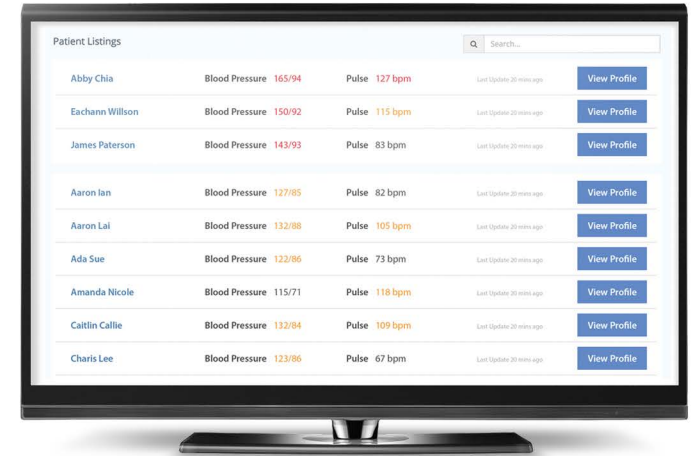 Patient Listings Search...
Abby Chia Blood Pressure 165/94 Pulse 127 bpm Last Update 20 mins ago View Profile
Eachann Willson Blood Pressure 150/92 Pulse 115 bpm Last Update 20 mins ago View Profile
James Paterson Blood Pressure 143/93 Pulse 83 bpm Last Update 20 mins ago View Profile
Aaron Ian Blood Pressure 127/85 Pulse 82 bpm Last Update 20 mins ago View Profile
Aaron Lai Blood Pressure 132/88 Pulse 105 bpm Last Update 20 mins ago View Profile
Ada Sue Blood Pressure 122/86 Pulse 73 bpm Last Update 20 mins ago View Profile
Amanda Nicole Blood Pressure 115/71 Pulse 118 bpm Last Update 20 mins ago View Profile
Caitlin Callie Blood Pressure 132/84 Pulse 109 bpm Last Update 20 mins ago View Profile
Charis Lee Blood Pressure 123/86 Pulse 67 bpm Last Update 20 mins ago View Profile